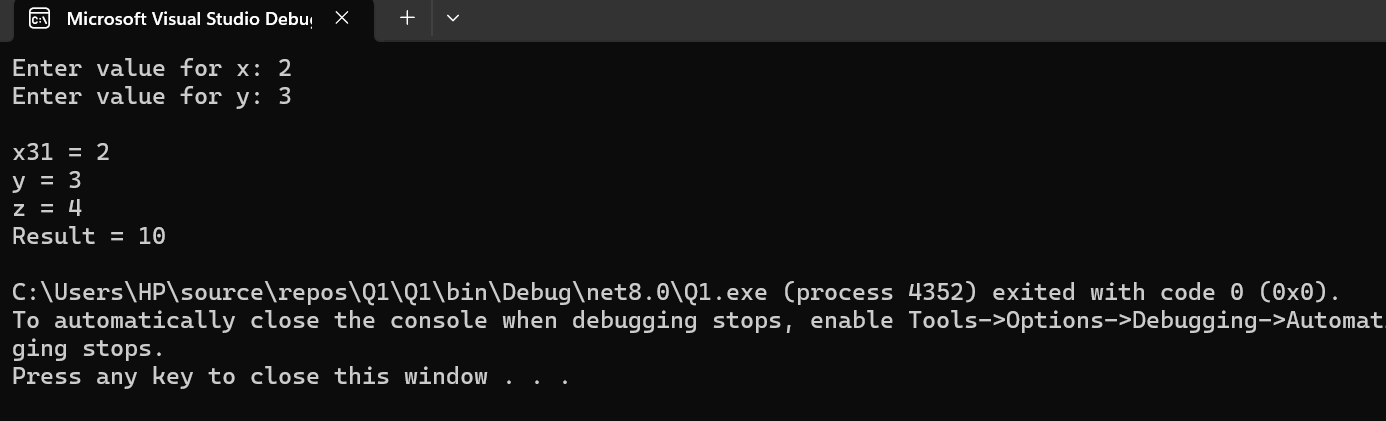 Microsoft Visual Studio Debu
Enter value for x: 2
Enter value for y: 3
x31 = 2
y = 3
z = 4
Result = 10
C:\Users\HP\source\repos\Q1\Q1\bin\Debug\net8.0\Q1.exe (process 4352) exited with code 0 (0x0).
To automatically close the console when debugging stops, enable Tools->Options->Debugging->Automat
ging stops.
Press any key to close this window . . .